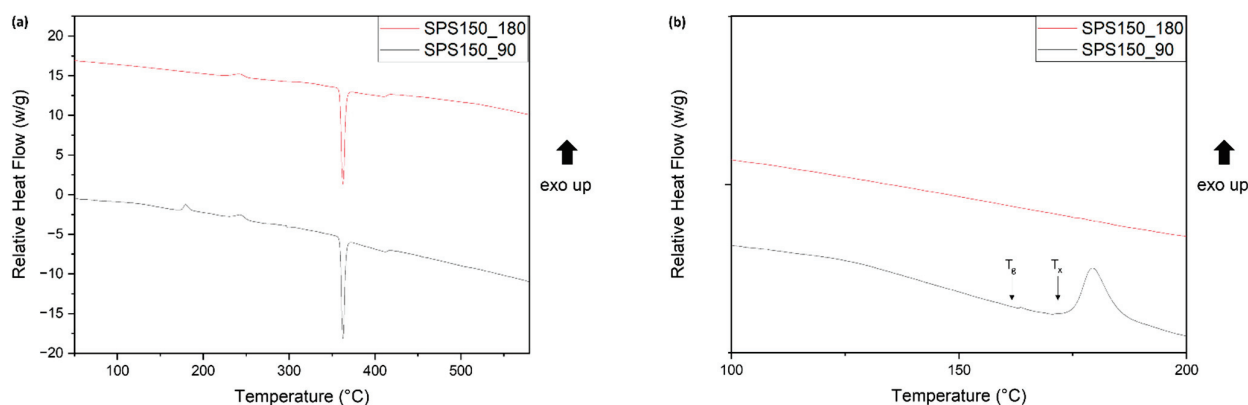 (a)
SPS150_180
SPS150_90
20
15
10
5
0
−5
−10
−15
−20
Relative Heat Flow (w/g)
100
200
300
400
500
Temperature (°C)
exo up
(b)
SPS150_180
SPS150_90
Relative Heat Flow (w/g)
Tg
Tx
100
150
200
Temperature (°C)
exo up